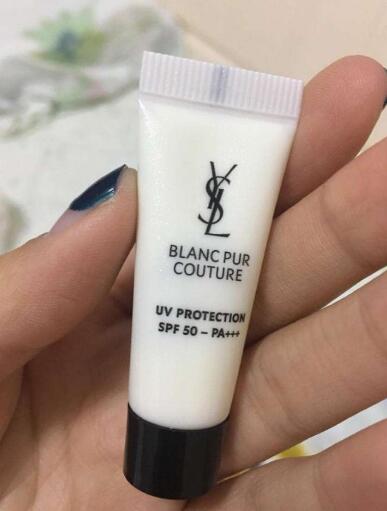 YSL
BLANC PUR
COUTURE
UV PROTECTION
SPF 50 – PA+++